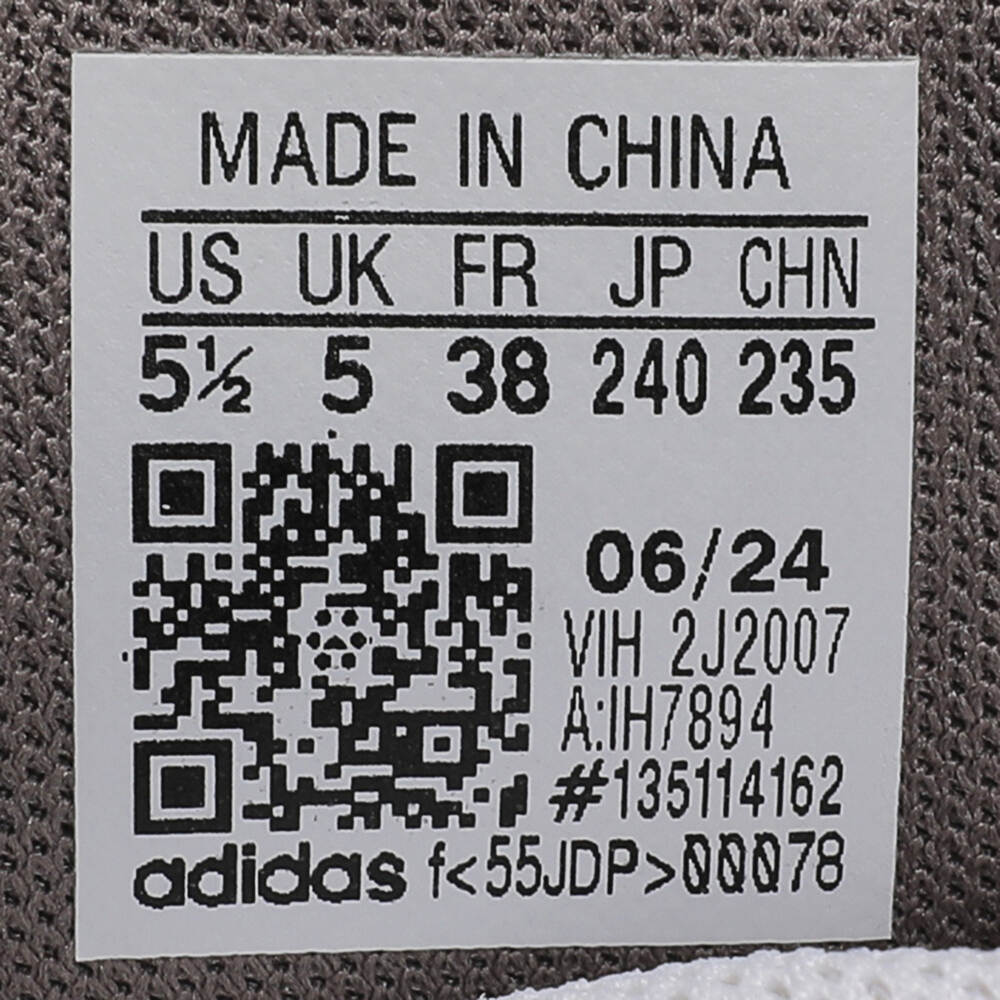 MADE IN CHINA
US UK FR JP CHN
5½ 5 38 240 235
06/24
VIH 2J2007
A:IH7894
#135114162
adidas f<55JDP>00078